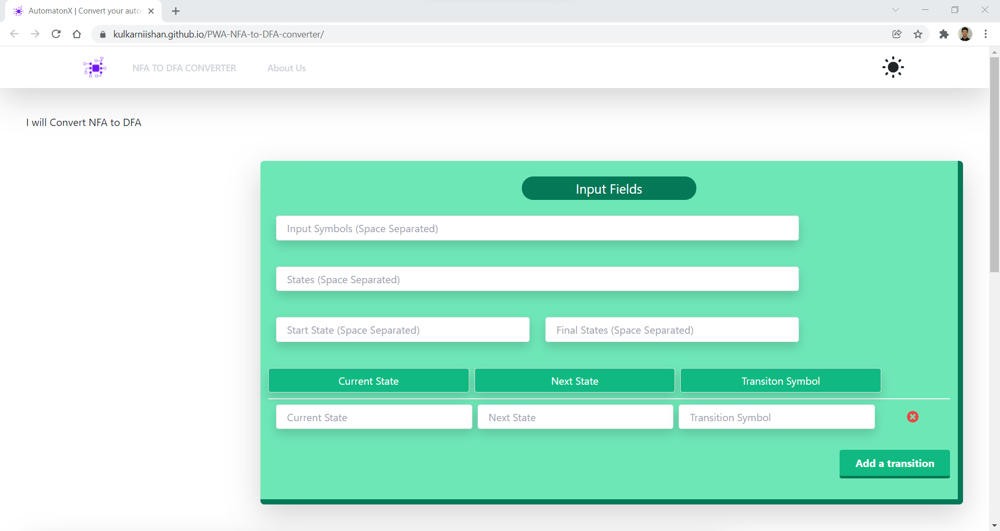 AutomatonX | Convert your auto
kulkarniishan.github.io/PWA-NFA-to-DFA-converter/
NFA TO DFA CONVERTER About Us
I will Convert NFA to DFA
Input Fields
Input Symbols (Space Separated)
States (Space Separated)
Start State (Space Separated) Final States (Space Separated)
Current State Next State Transiton Symbol
Current State Next State Transition Symbol
Add a transition